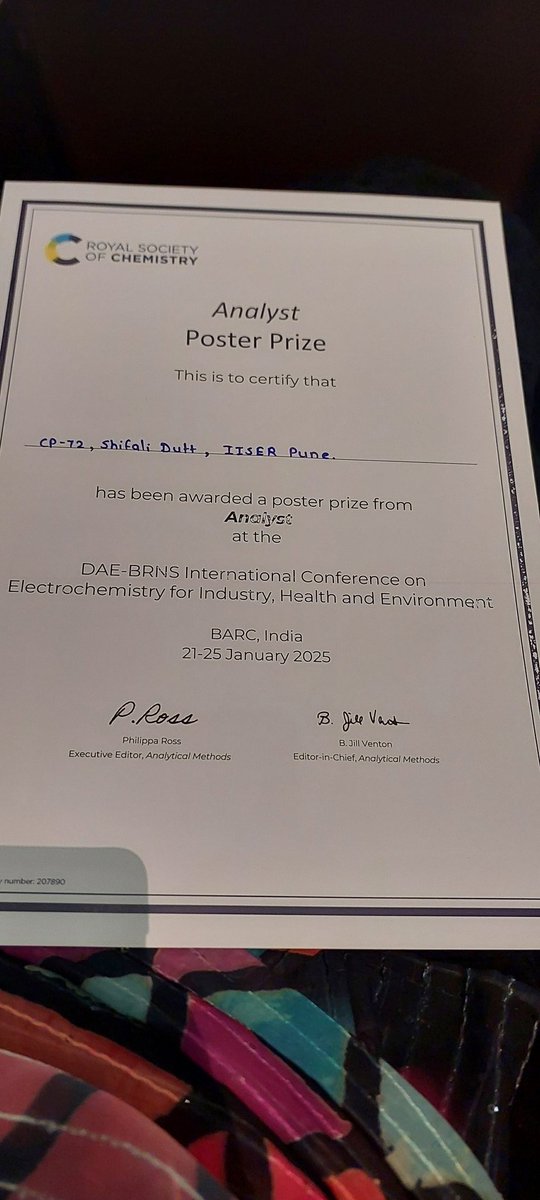 ROYAL SOCIETY
OF CHEMISTRY
Analyst
Poster Prize
This is to certify that
CP-72, Shifali Dutt, IISER Pune.
has been awarded a poster prize from
Analyst
at the
DAE-BRNS International Conference on
Electrochemistry for Industry, Health and Environment
BARC, India
21-25 January 2025
P. Ross
B. Jill Vent
Philippa Ross
B. Jill Venton
Executive Editor, Analytical Methods
Editor-in-Chief, Analytical Methods
number: 207890